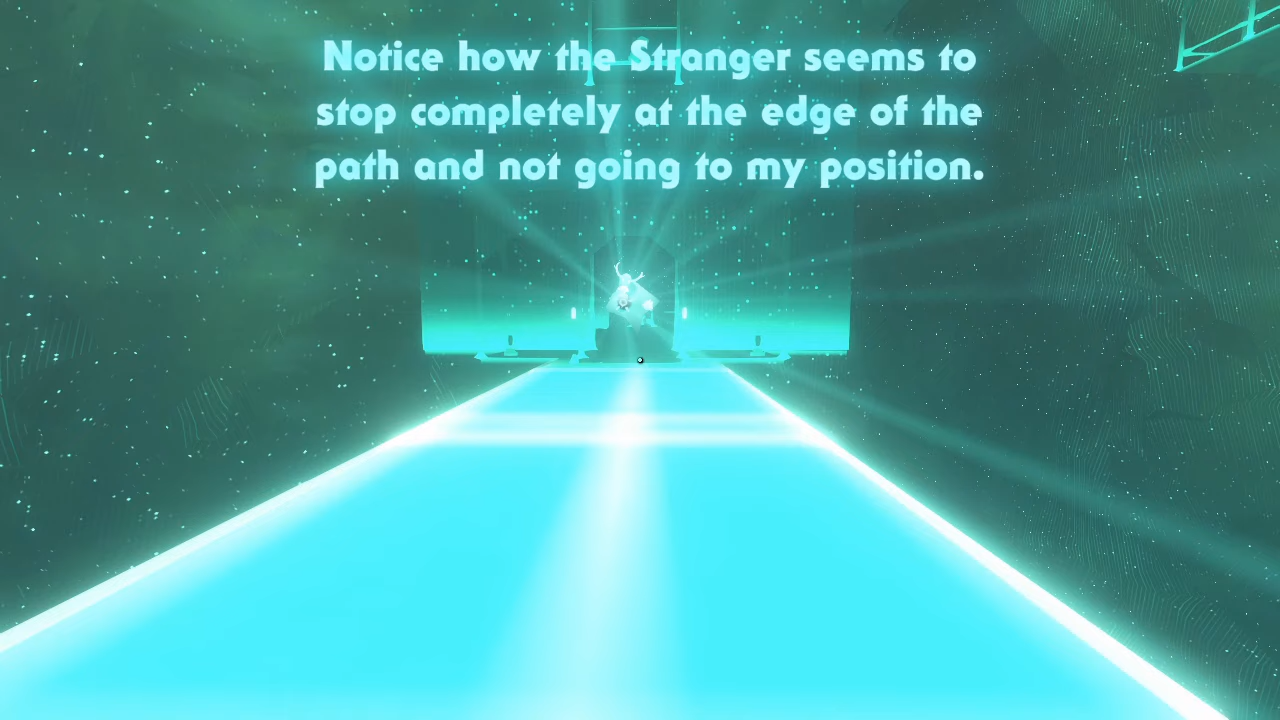 Notice how the Stranger seems to
stop completely at the edge of the
path and not going to my position.